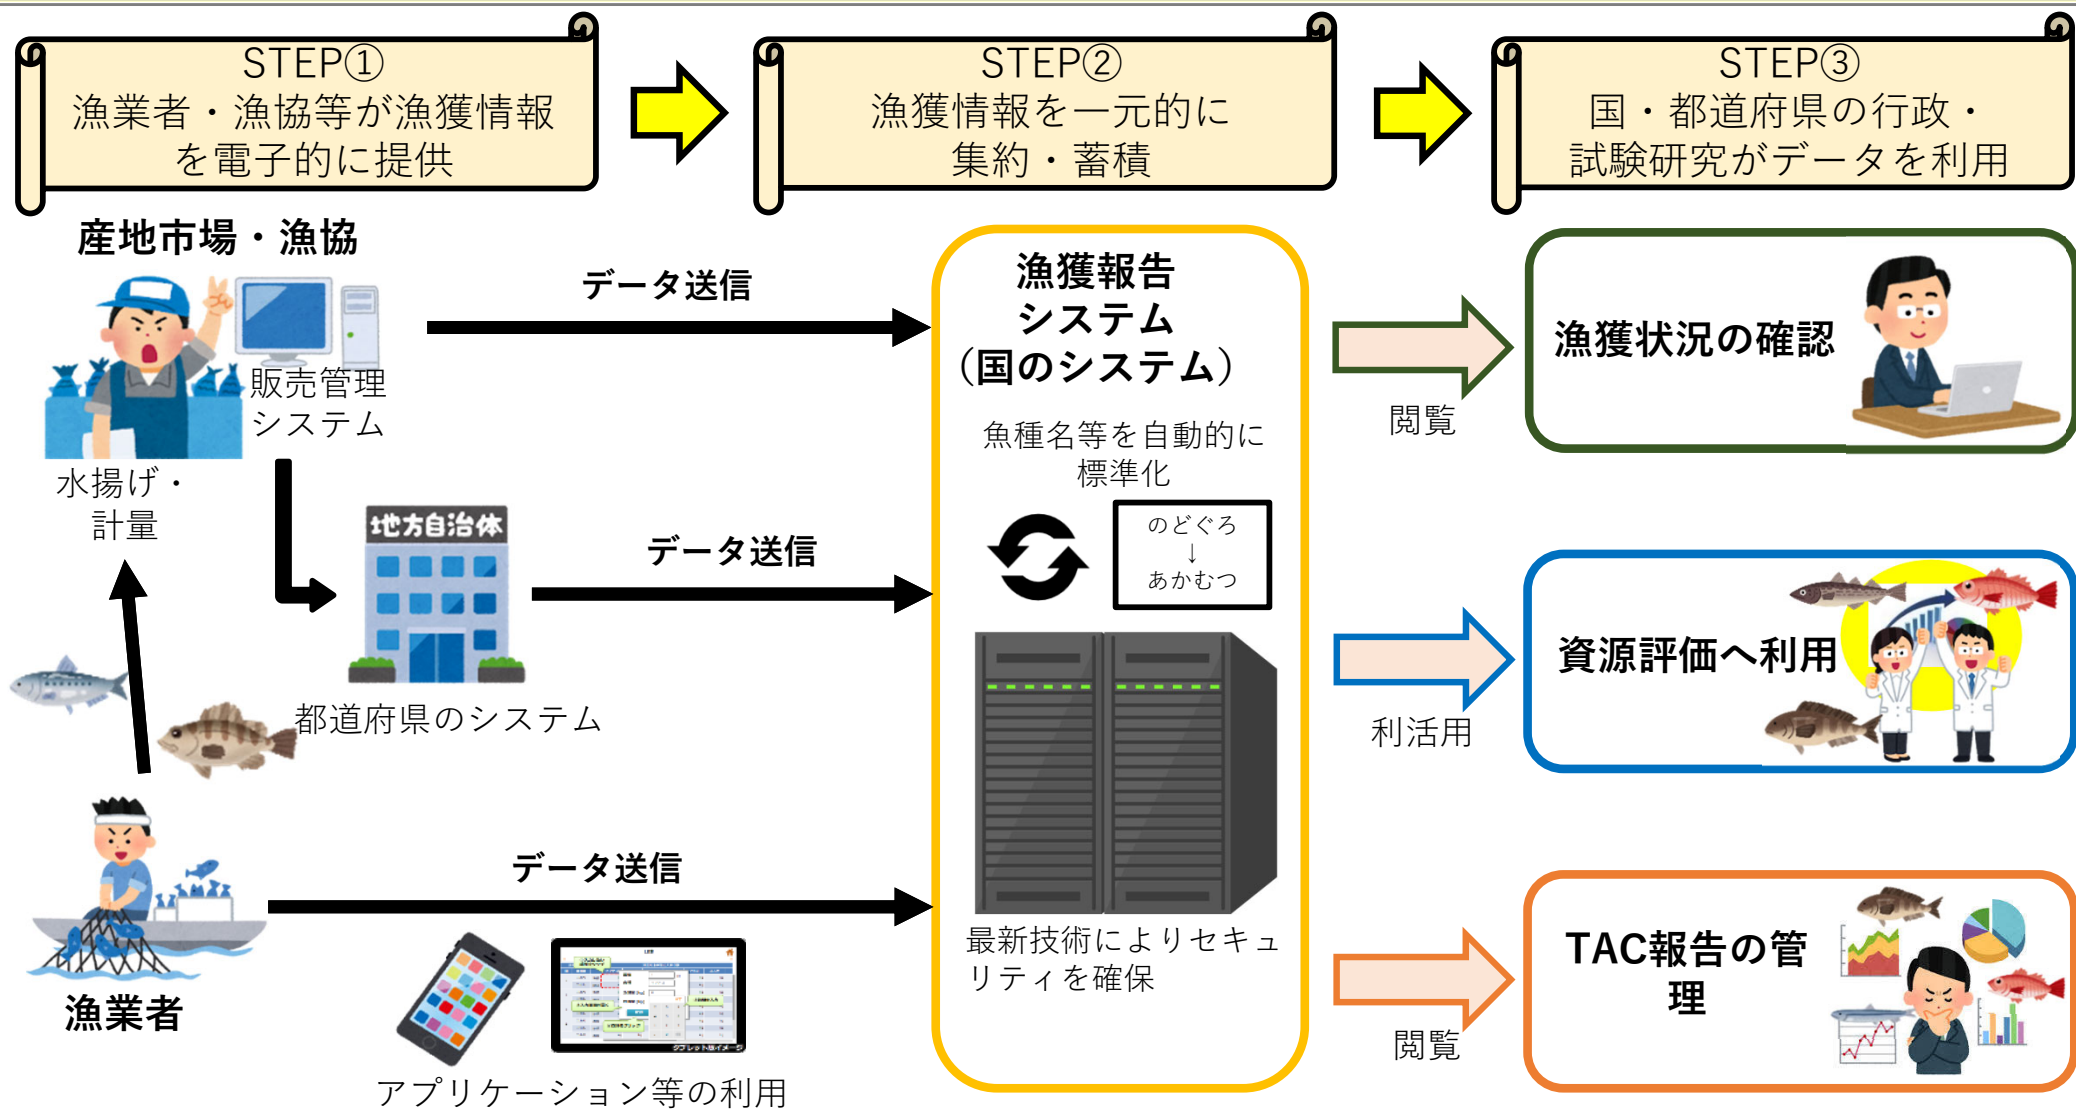 STEP①
漁業者・漁協等が漁獲情報
を電子的に提供
STEP②
漁獲情報を一元的に
集約・蓄積
STEP③
国・都道府県の行政・
試験研究がデータを利用
産地市場・漁協
販売管理
システム
水揚げ・
計量
データ送信
地方自治体
都道府県のシステム
データ送信
漁業者
データ送信
タブレット版イメージ
アプリケーション等の利用
漁獲報告
システム
（国のシステム）
魚種名等を自動的に
標準化
のどぐろ
↓
あかむつ
最新技術によりセキュ
リティを確保
閲覧
漁獲状況の確認
利活用
資源評価へ利用
閲覧
TAC報告の管
理